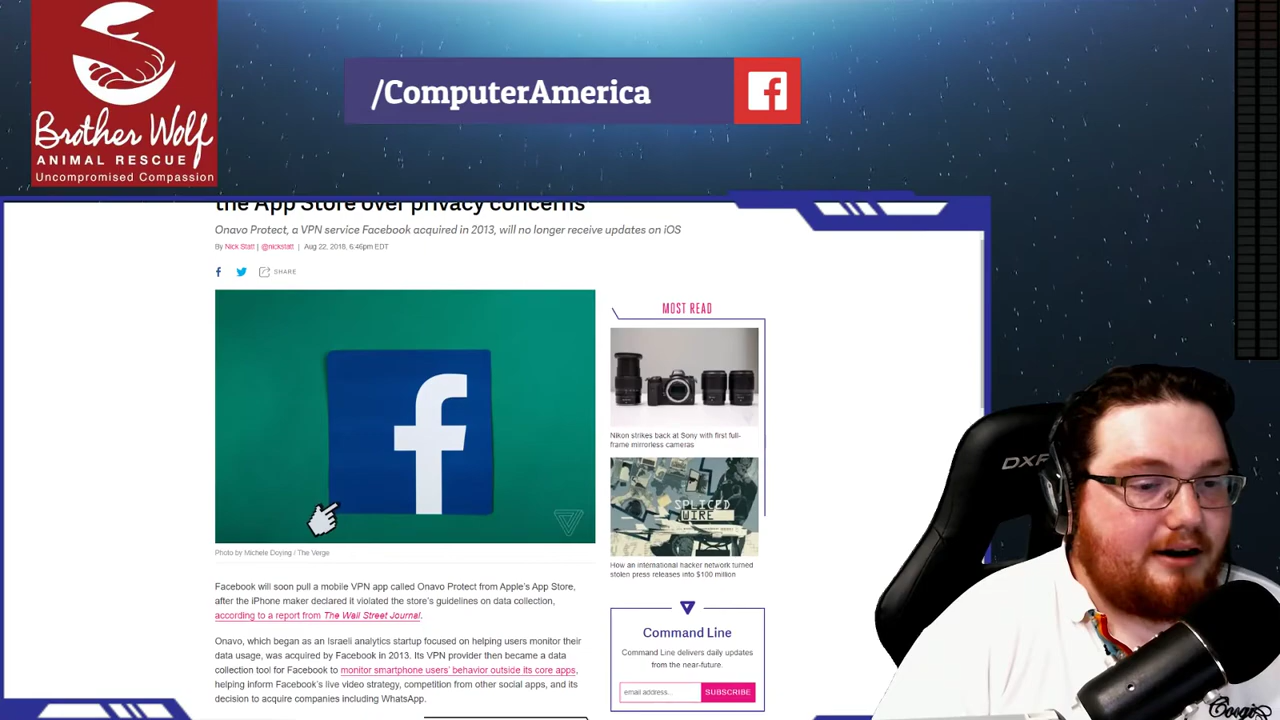 Brother Wolf
ANIMAL RESCUE
Uncompromised Compassion
/ComputerAmerica
the App Store over privacy concerns
Onavo Protect, a VPN service Facebook acquired in 2013, will no longer receive updates on iOS
By Nick Statt | @nickstatt | Aug 22, 2018, 6:46pm EDT
SHARE
Photo by Michele Doying / The Verge
Facebook will soon pull a mobile VPN app called Onavo Protect from Apple's App Store,
after the iPhone maker declared it violated the store's guidelines on data collection,
according to a report from The Wall Street Journal.
Onavo, which began as an Israeli analytics startup focused on helping users monitor their
data usage, was acquired by Facebook in 2013. Its VPN provider then became a data
collection tool for Facebook to monitor smartphone users' behavior outside its core apps,
helping inform Facebook's live video strategy, competition from other social apps, and its
decision to acquire companies including WhatsApp.
MOST READ
Nikon strikes back at Sony with first full-
frame mirrorless cameras
SPLICED
WIRE
How an international hacker network turned
stolen press releases into $100 million
Command Line
Command Line delivers daily updates
from the near-future.
email address...
SUBSCRIBE